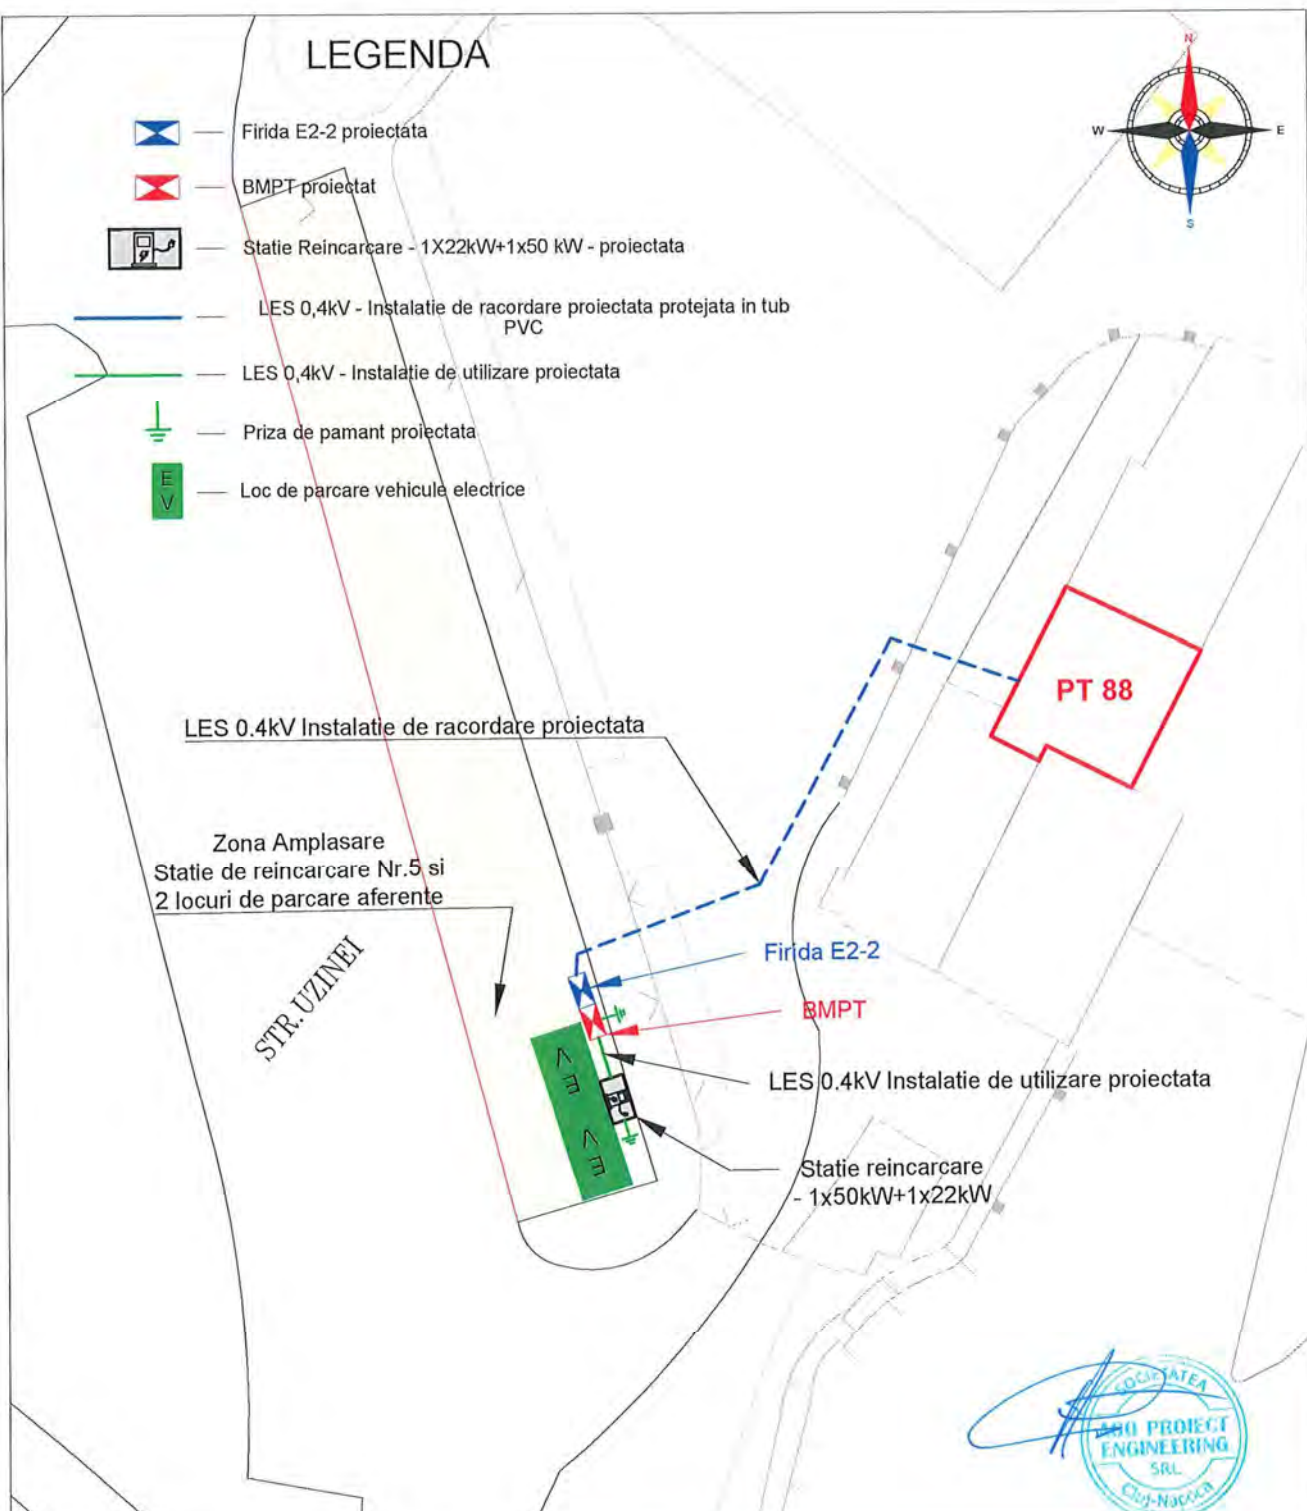 LEGENDA
N
W
E
S
Firida E2-2 proiectata
BMPT proiectat
Statie Reincarcare - 1X22kW+1x50 kW - proiectata
LES 0,4kV - Instalatie de racordare proiectata protejata in tub
PVC
LES 0,4kV - Instalatie de utilizare proiectata
Priza de pamant proiectata
E
V
Loc de parcare vehicule electrice
PT 88
LES 0.4kV Instalatie de racordare proiectata
Zona Amplasare
Statie de reincarcare Nr.5 si
2 locuri de parcare aferente
STR. UZINEI
Firida E2-2
BMPT
EV
LES 0.4kV Instalatie de utilizare proiectata
EV
Statie reincarcare
- 1x50kW+1x22kW
SOCIETATEA
PROIECT
ENGINEERING
SRL
Cluj-Napoca